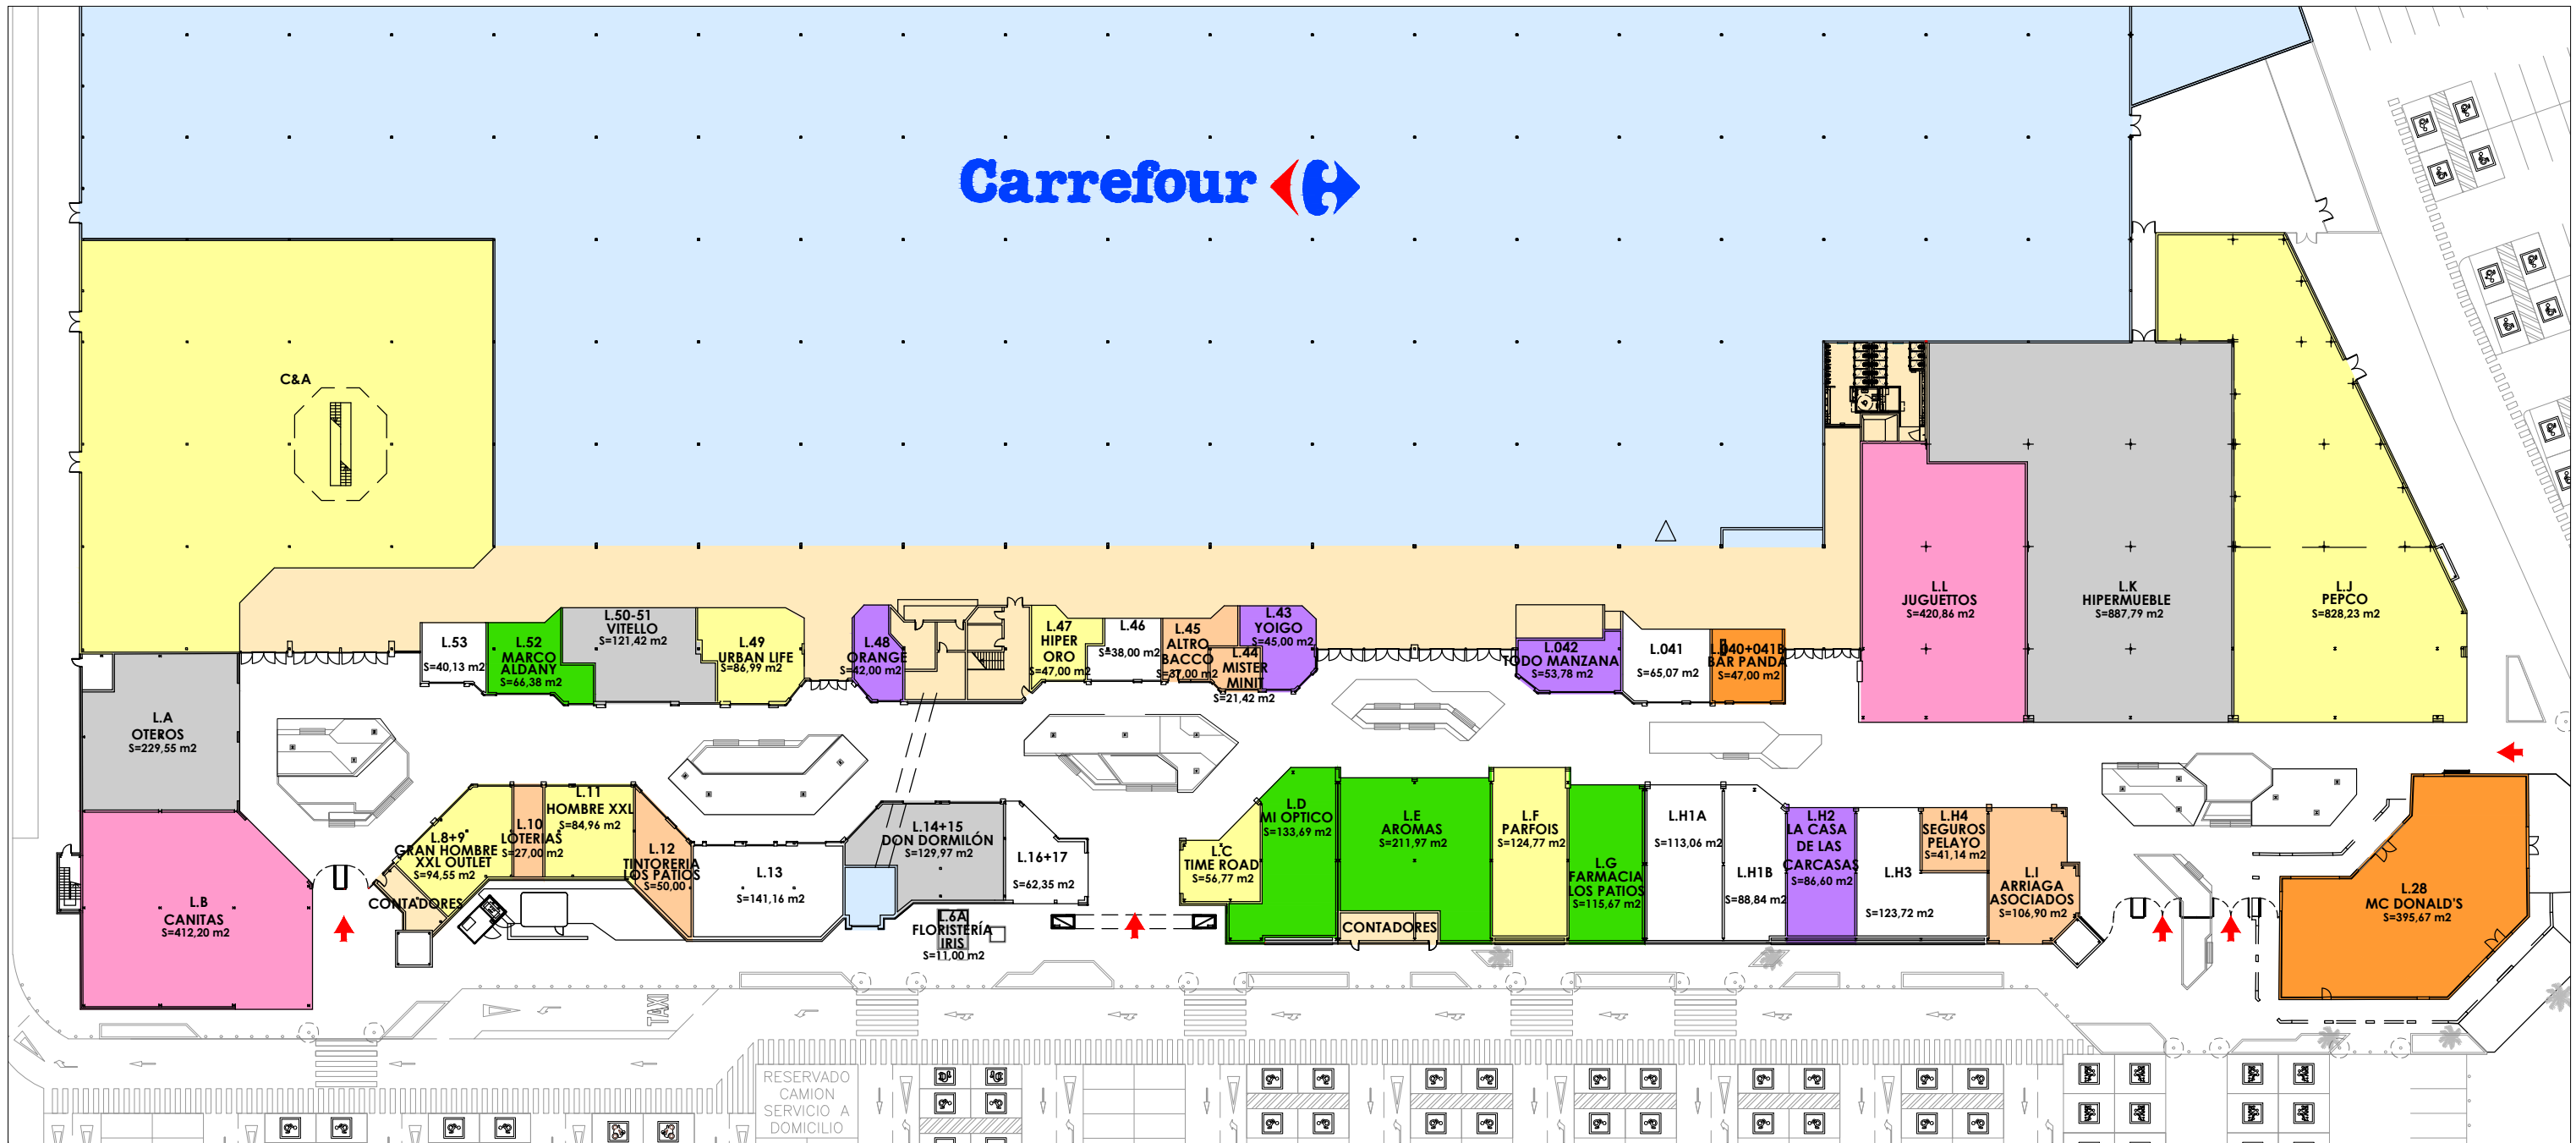 Carrefour
C&A
L.53
S=40,13 m2
L.52
MARCO
ALDANY
S=66,38 m2
L.50-51
VITELLO
S=121,42 m2
L.49
URBAN LIFE
S=86,99 m2
L.48
ORANGE
S=42,00 m2
L.47
HIPER
ORO
S=47,00 m2
L.46
S=38,00 m2
L.45
ALTRO
BACCO
S=37,00 m2
L.44
MISTER
MINIT
S=21,42 m2
L.43
YOIGO
S=45,00 m2
L.042
TODO MANZANA
S=53,78 m2
L.041
S=65,07 m2
L.040+041B
BAR PANDA
S=47,00 m2
L.L
JUGUETTOS
S=420,86 m2
L.K
HIPERMUEBLE
S=887,79 m2
L.J
PEPCO
S=828,23 m2
L.A
OTEROS
S=229,55 m2
L.B
CANITAS
S=412,20 m2
L.8+9
GRAN HOMBRE
XXL OUTLET
S=94,55 m2
CONTADORES
L.10
LOTERIAS
S=27,00 m2
L.11
HOMBRE XXL
S=84,96 m2
L.12
TINTORERIA
LOS PATIOS
S=50,00
L.13
S=141,16 m2
L.14+15
DON DORMILÓN
S=129,97 m2
L.16+17
S=62,35 m2
L.6A
FLORISTERÍA
IRIS
S=11,00 m2
L.C
TIME ROAD
S=56,77 m2
L.D
MI OPTICO
S=133,69 m2
L.E
AROMAS
S=211,97 m2
CONTADORES
L.F
PARFOIS
S=124,77 m2
L.G
FARMACIA
LOS PATIOS
S=115,67 m2
L.H1A
S=113,06 m2
L.H1B
S=88,84 m2
L.H2
LA CASA
DE LAS
CARCASAS
S=86,60 m2
L.H3
S=123,72 m2
L.H4
SEGUROS
PELAYO
S=41,14 m2
L.I
ARRIAGA
ASOCIADOS
S=106,90 m2
L.28
MC DONALD'S
S=395,67 m2
TAXI
RESERVADO
CAMION
SERVICIO A
DOMICILIO